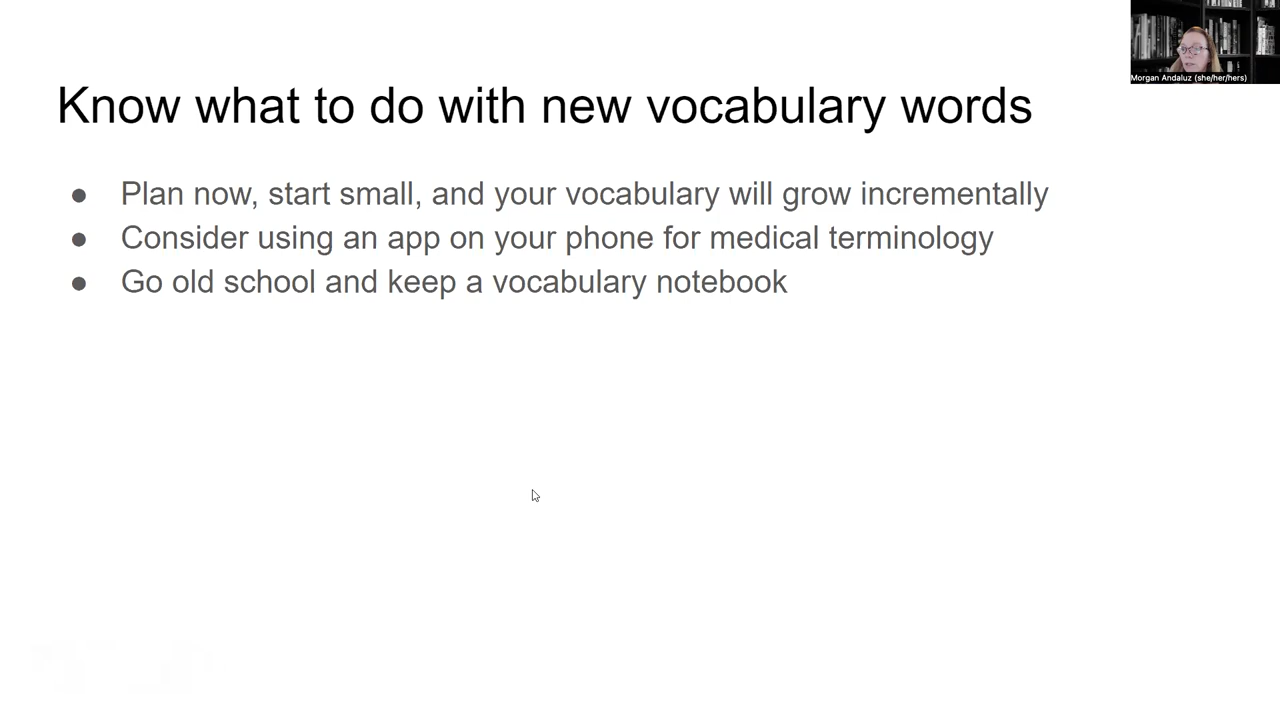 Morgan Andaluz (she/her/hers)
Know what to do with new vocabulary words
● Plan now, start small, and your vocabulary will grow incrementally
● Consider using an app on your phone for medical terminology
● Go old school and keep a vocabulary notebook